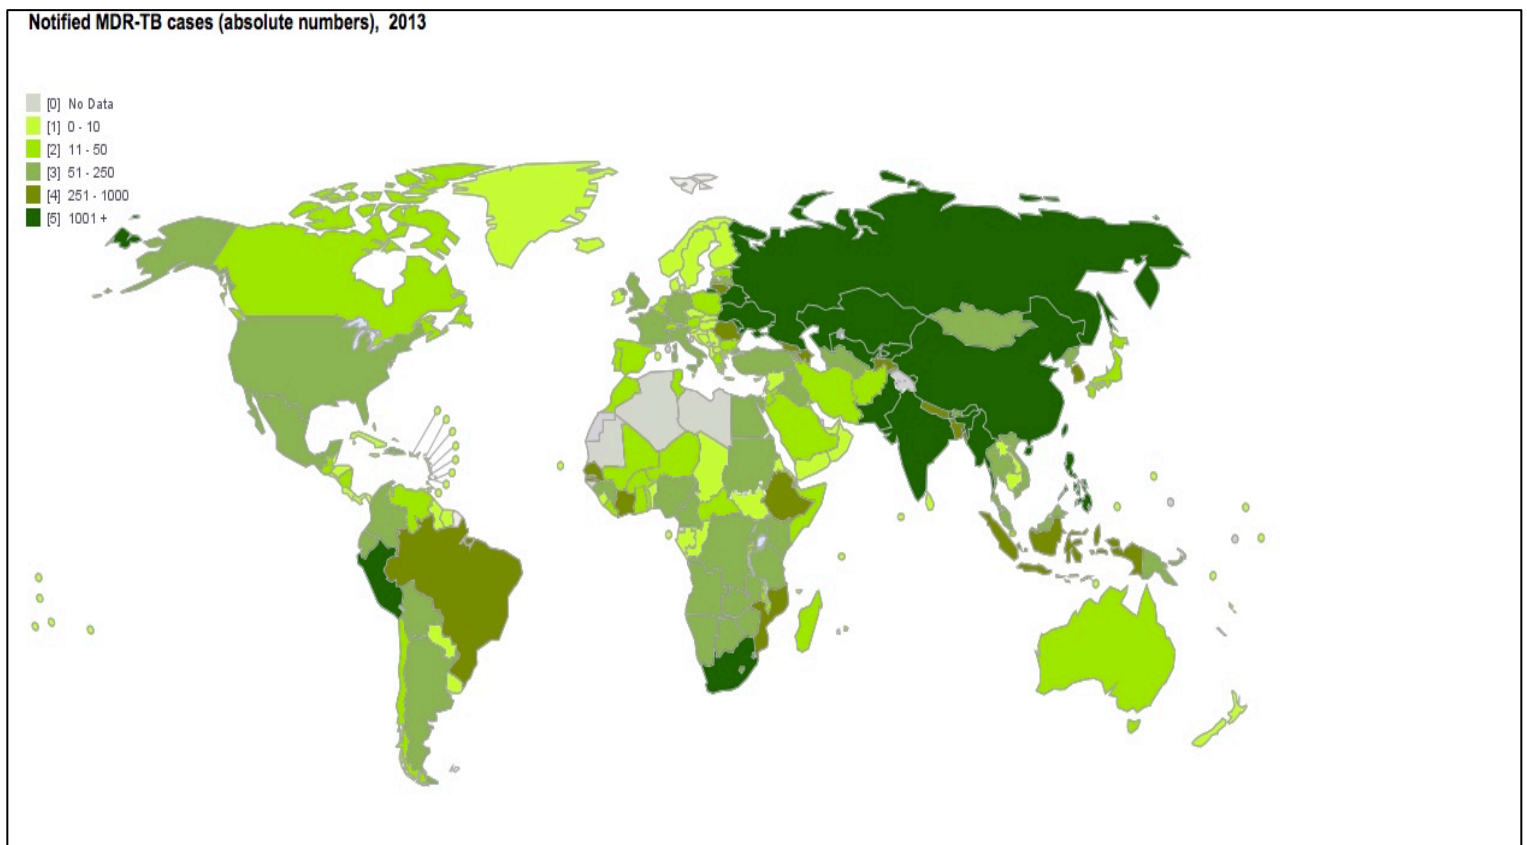 Notified MDR-TB cases (absolute numbers), 2013
[0] No Data
[1] 0 - 10
[2] 11 - 50
[3] 51 - 250
[4] 251 - 1000
[5] 1001 +